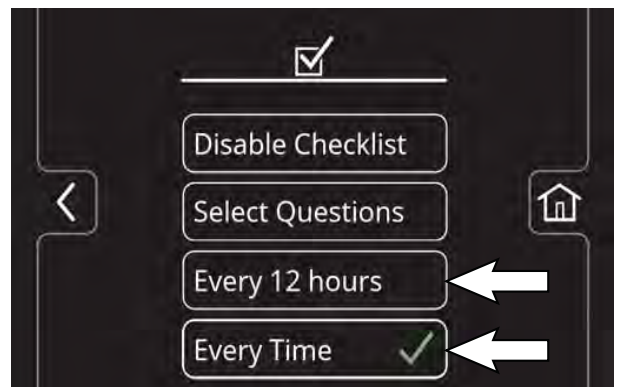 Disable Checklist
Select Questions
Every 12 hours
Every Time